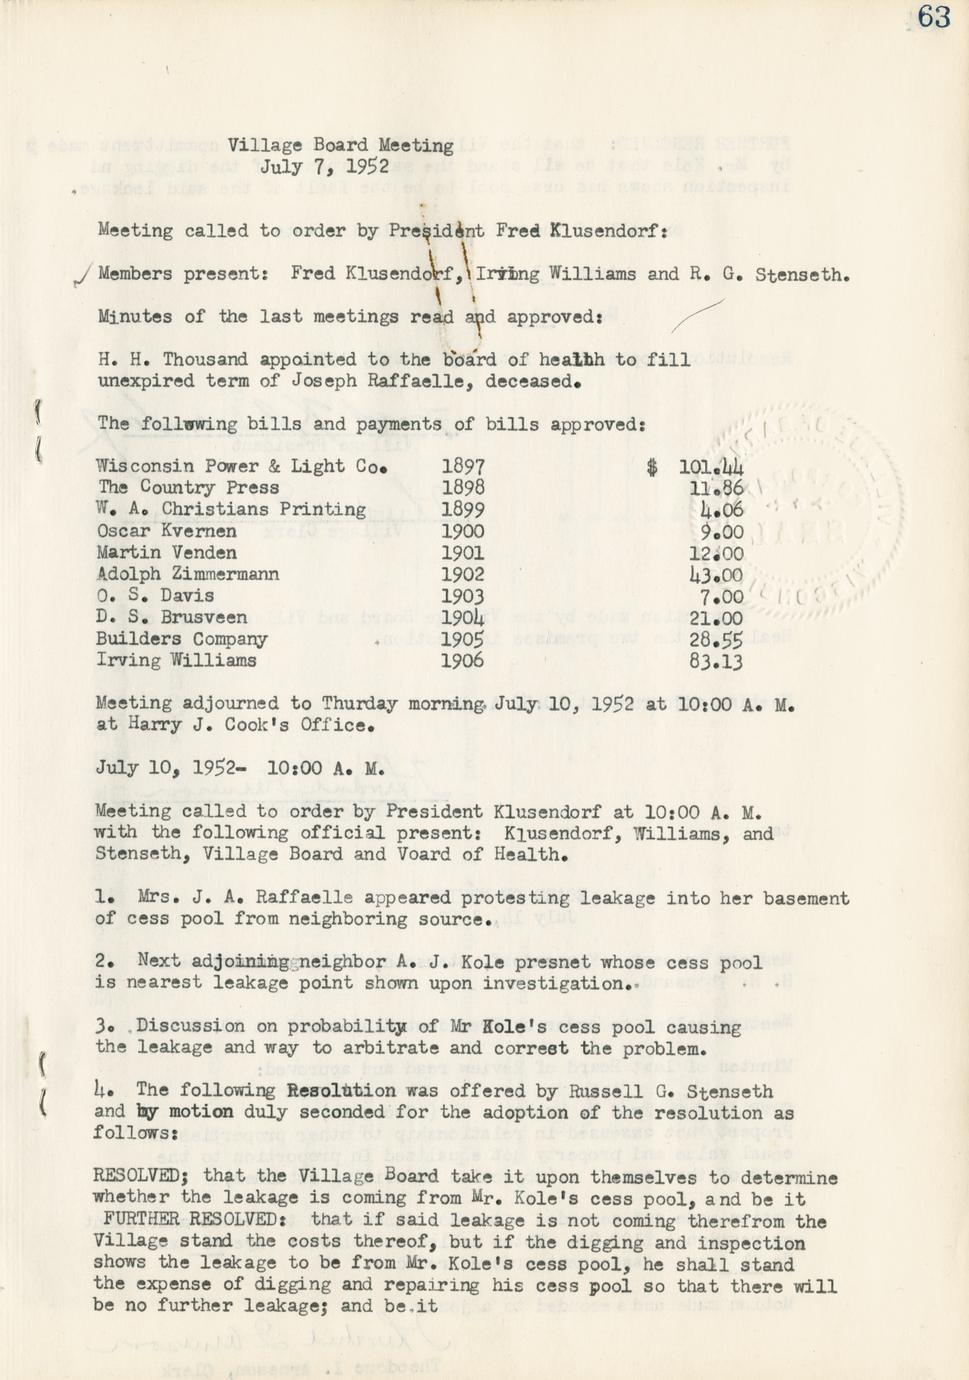 63
Village Board Meeting
July 7, 1952
Meeting called to order by President Fred Klusendorf:
Members present: Fred Klusendorf, Irving Williams and R. G. Stenseth.
Minutes of the last meetings read and approved:
H. H. Thousand appointed to the board of health to fill
unexpired term of Joseph Raffaelle, deceased.
The following bills and payments of bills approved:
Wisconsin Power & Light Co. 1897 $ 101.44
The Country Press 1898 11.86
W. A. Christians Printing 1899 4.06
Oscar Kvernen 1900 9.00
Martin Venden 1901 12.00
Adolph Zimmermann 1902 43.00
O. S. Davis 1903 7.00
D. S. Brusveen 1904 21.00
Builders Company 1905 28.55
Irving Williams 1906 83.13
Meeting adjourned to Thurday morning July 10, 1952 at 10:00 A. M.
at Harry J. Cook's Office.
July 10, 1952- 10:00 A. M.
Meeting called to order by President Klusendorf at 10:00 A. M.
with the following official present: Klusendorf, Williams, and
Stenseth, Village Board and Voard of Health.
1. Mrs. J. A. Raffaelle appeared protesting leakage into her basement
of cess pool from neighboring source.
2. Next adjoining neighbor A. J. Kole presnet whose cess pool
is nearest leakage point shown upon investigation.
3. Discussion on probability of Mr Kole's cess pool causing
the leakage and way to arbitrate and correst the problem.
4. The following Resolution was offered by Russell G. Stenseth
and by motion duly seconded for the adoption of the resolution as
follows:
RESOLVED; that the Village Board take it upon themselves to determine
whether the leakage is coming from Mr. Kole's cess pool, and be it
FURTHER RESOLVED: that if said leakage is not coming therefrom the
Village stand the costs thereof, but if the digging and inspection
shows the leakage to be from Mr. Kole's cess pool, he shall stand
the expense of digging and repairing his cess pool so that there will
be no further leakage; and be it